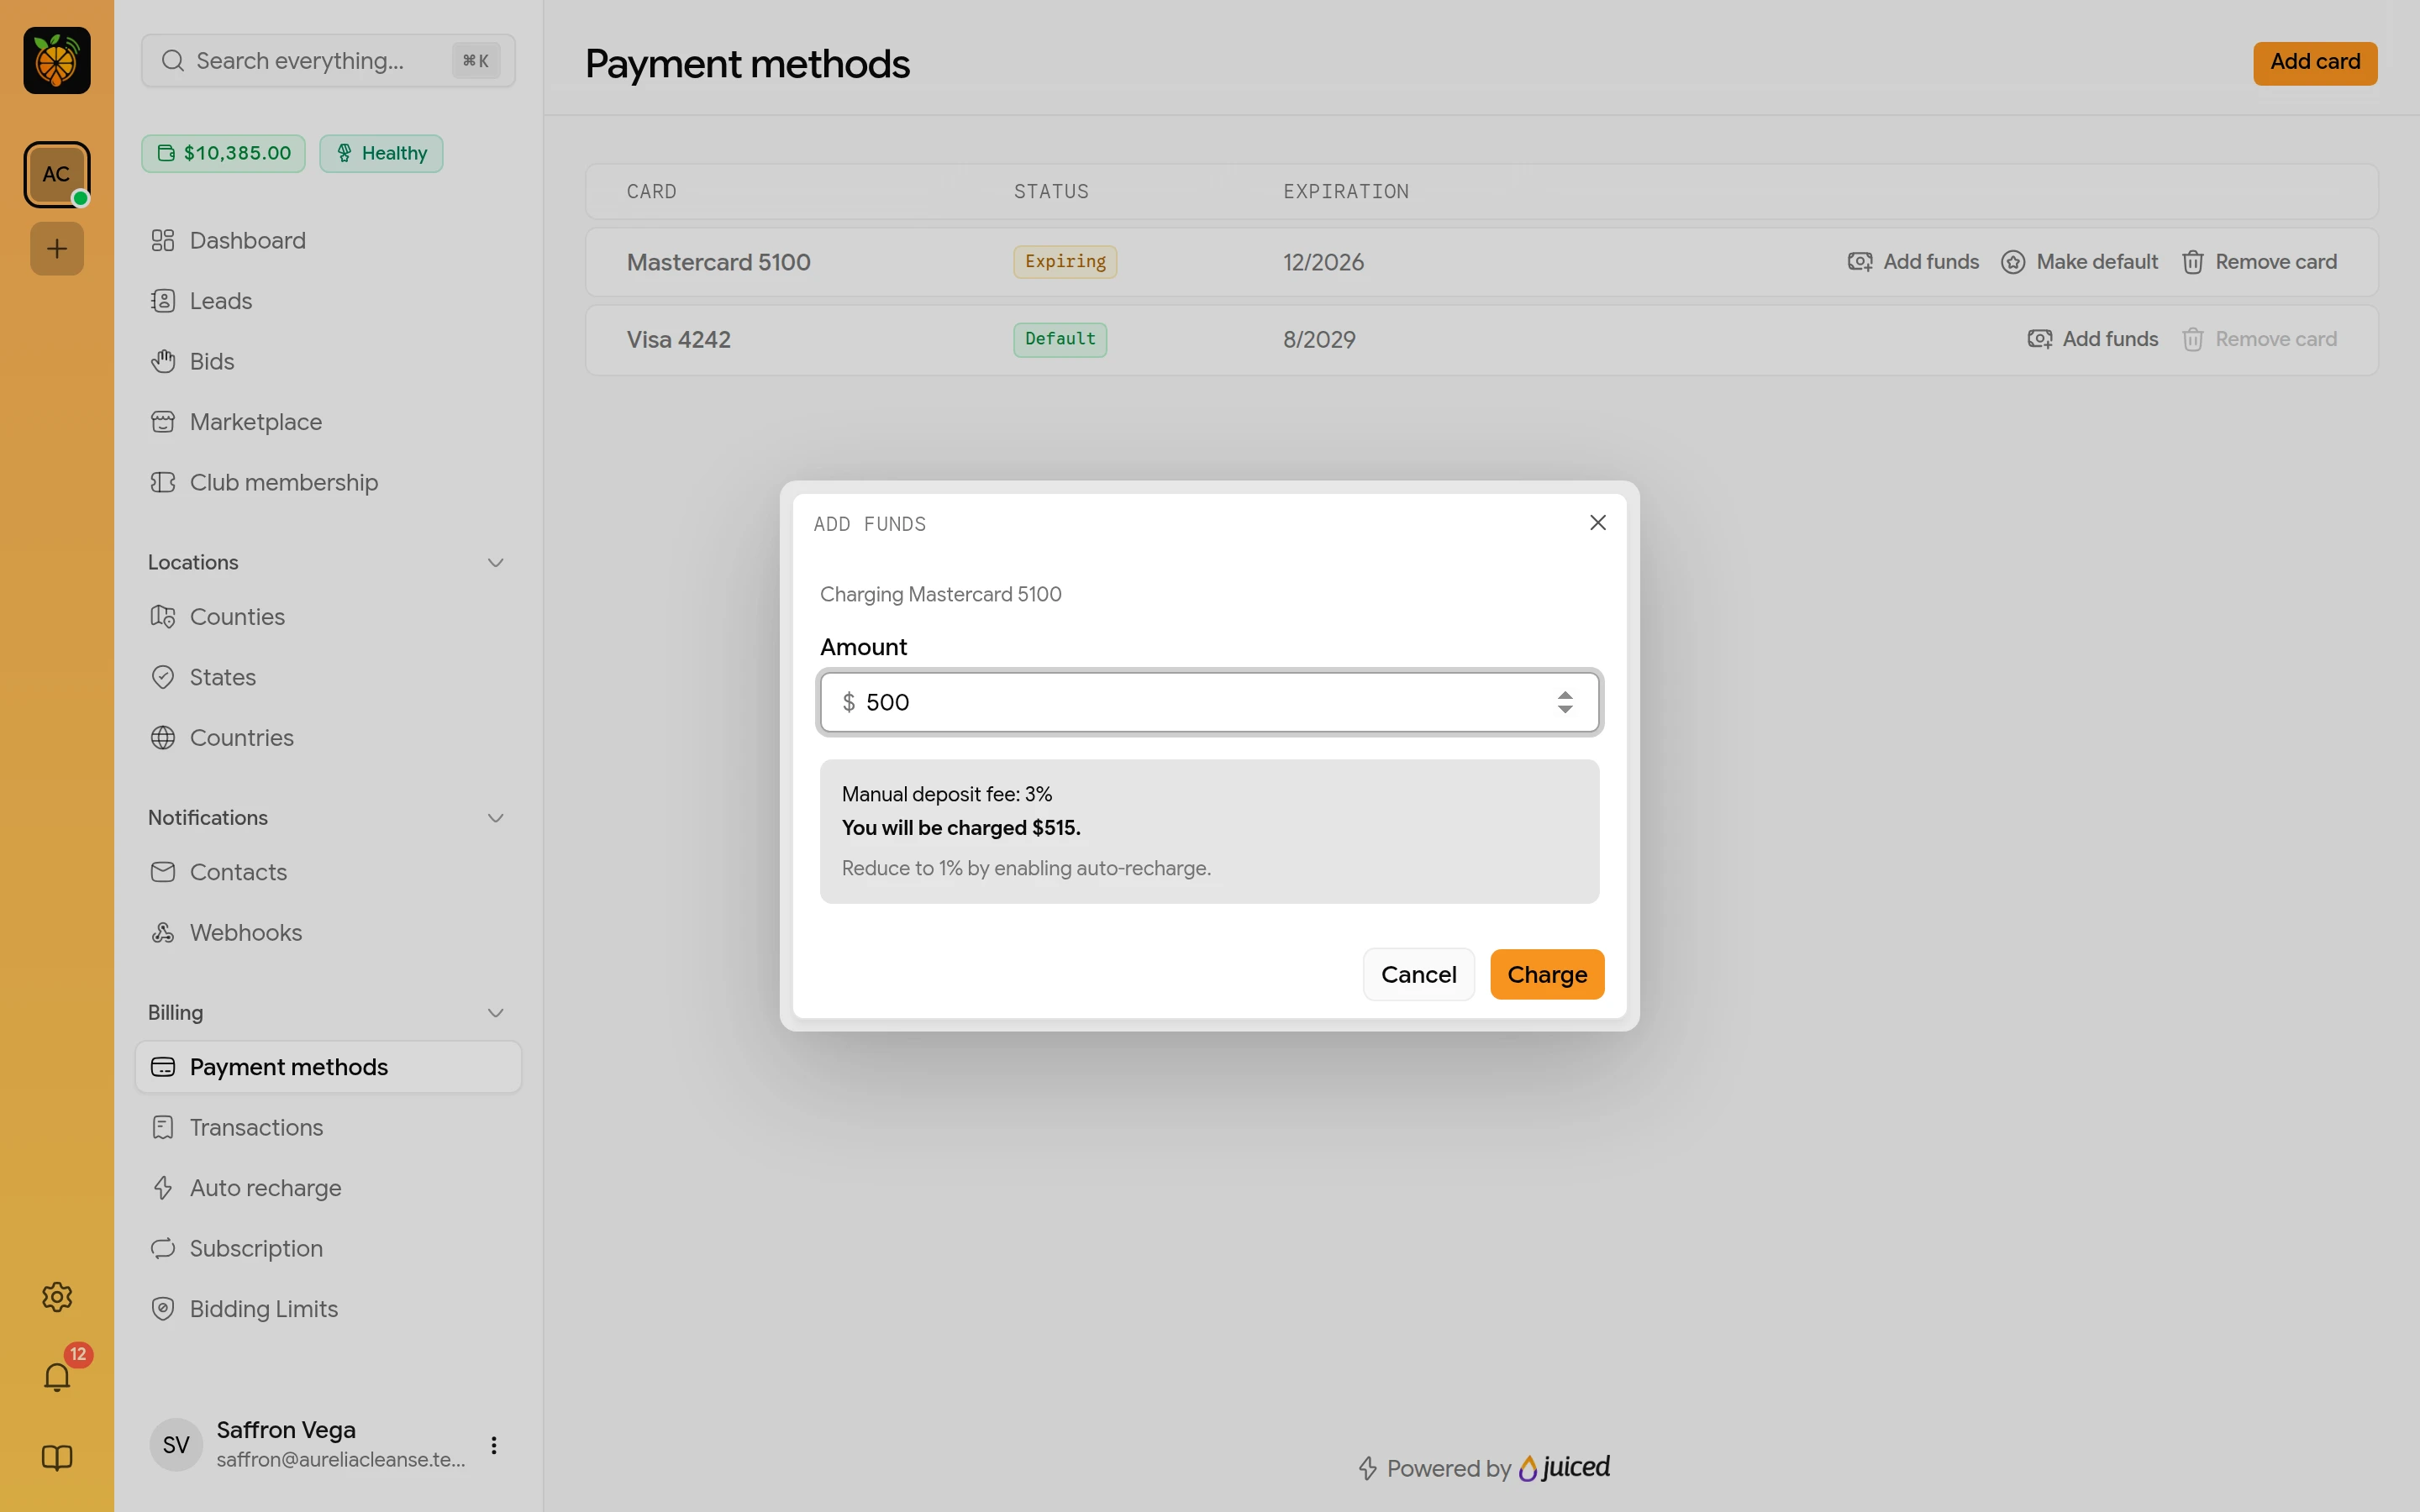 Search everything... ⌘K
$10,385.00 Healthy
AC
Dashboard
Leads
Bids
Marketplace
Club membership
Locations
Counties
States
Countries
Notifications
Contacts
Webhooks
Billing
Payment methods
Transactions
Auto recharge
Subscription
Bidding Limits
12
SV
Saffron Vega
saffron@aureliacleanse.te...
Payment methods
Add card
CARD STATUS EXPIRATION
Mastercard 5100 Expiring 12/2026 Add funds Make default Remove card
Visa 4242 Default 8/2029 Add funds Remove card
ADD FUNDS
Charging Mastercard 5100
Amount
$ 500
Manual deposit fee: 3%
You will be charged $515.
Reduce to 1% by enabling auto-recharge.
Cancel Charge
Powered by juiced